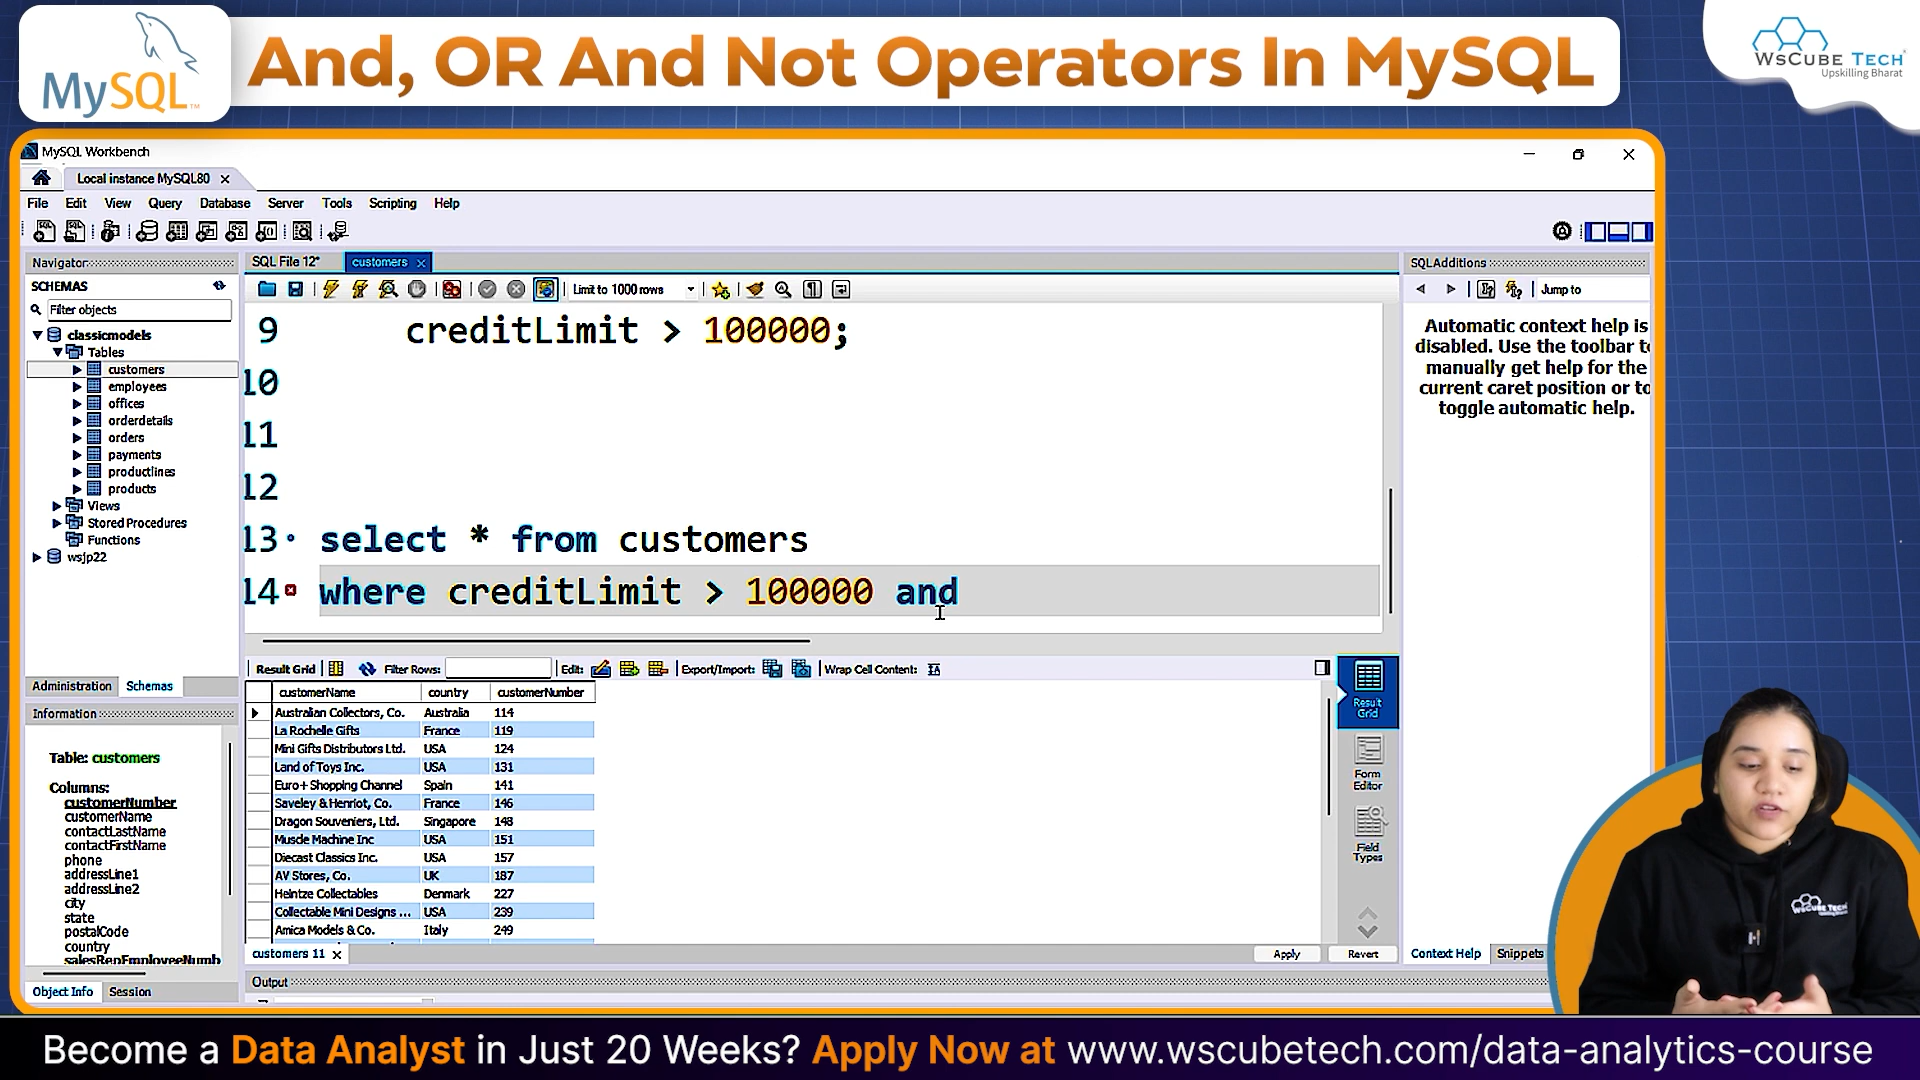 MySQL™
And, OR And Not Operators In MySQL
WsCube Tech
Upskilling Bharat
MySQL Workbench
Local instance MySQL80
File Edit View Query Database Server Tools Scripting Help
Navigator
SCHEMAS
Filter objects
classicmodels
Tables
customers
employees
offices
orderdetails
orders
payments
productlines
products
Views
Stored Procedures
Functions
wsjp22
Administration Schemas
Information
Table: customers
Columns:
customerNumber
customerName
contactLastName
contactFirstName
phone
addressLine1
addressLine2
city
state
postalCode
country
salesRepEmployeeNumb
Object Info Session
SQL File 12* customers
Limit to 1000 rows
9 creditLimit > 100000;
10
11
12
13 select * from customers
14 where creditLimit > 100000 and
Result Grid Filter Rows: Edit: Export/Import: Wrap Cell Content:
customerName country customerNumber
Australian Collectors, Co. Australia 114
La Rochelle Gifts France 119
Mini Gifts Distributors Ltd. USA 124
Land of Toys Inc. USA 131
Euro+ Shopping Channel Spain 141
Saveley & Henriot, Co. France 146
Dragon Souveniers, Ltd. Singapore 148
Muscle Machine Inc USA 151
Diecast Classics Inc. USA 157
AV Stores, Co. UK 187
Heintze Collectables Denmark 227
Collectable Mini Designs ... USA 239
Amica Models & Co. Italy 249
Result
Grid
Form
Editor
Field
Types
customers 11
Apply Revert
Output
SQLAdditions
Jump to
Automatic context help is
disabled. Use the toolbar to
manually get help for the
current caret position or to
toggle automatic help.
Context Help Snippets
WsCube Tech
Become a Data Analyst in Just 20 Weeks? Apply Now at www.wscubetech.com/data-analytics-course